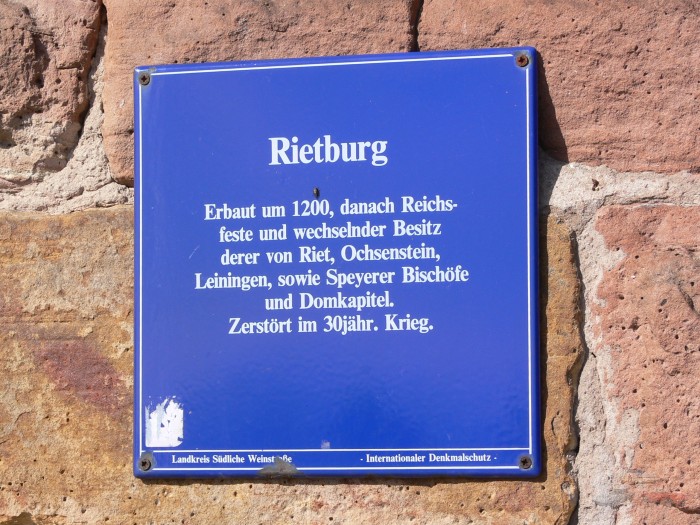 Rietburg
Erbaut um 1200, danach Reichs-
feste und wechselnder Besitz
derer von Riet, Ochsenstein,
Leiningen, sowie Speyerer Bischöfe
und Domkapitel.
Zerstört im 30jähr. Krieg.
Landkreis Südliche Weinstraße - Internationaler Denkmalschutz -